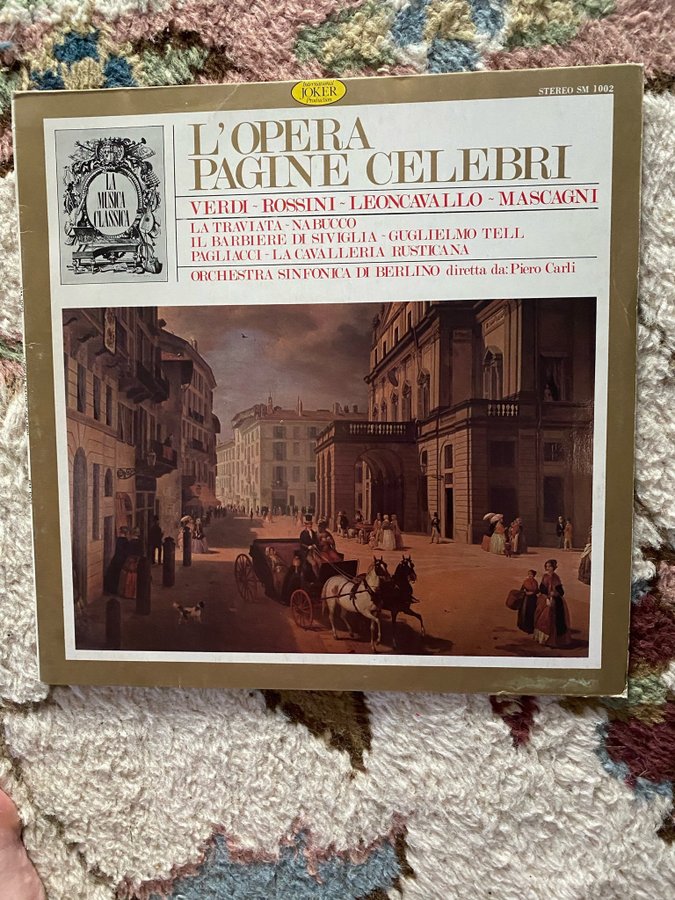 International
JOKER
Production
STEREO SM 1002
LA
MUSICA
CLASSICA
L'OPERA
PAGINE CELEBRI
VERDI ~ ROSSINI ~ LEONCAVALLO ~ MASCAGNI
LA TRAVIATA ~ NABUCCO
IL BARBIERE DI SIVIGLIA ~ GUGLIELMO TELL
PAGLIACCI ~ LA CAVALLERIA RUSTICANA
ORCHESTRA SINFONICA DI BERLINO diretta da: Piero Carli